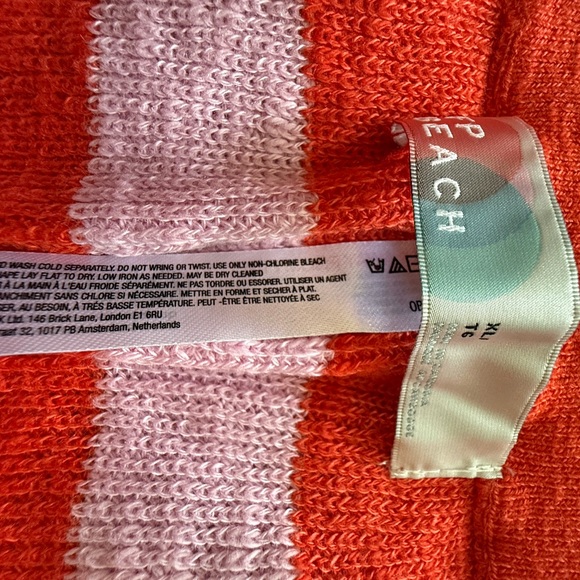 D WASH COLD SEPARATELY. DO NOT WRING OR TWIST. USE ONLY NON-CHLORINE BLEACH
APE LAY FLAT TO DRY. LOW IRON AS NEEDED. MAY BE DRY CLEANED
À LA MAIN À L'EAU FROIDE SÉPARÉMENT. NE PAS TORDRE OU ESSORER. UTILISER UN AGENT
ANCHIMENT SANS CHLORE SI NÉCESSAIRE. METTRE EN FORME ET SÉCHER À PLAT.
SER, AU BESOIN, À TRÈS BASSE TEMPÉRATURE. PEUT -ÊTRE ÊTRE NETTOYÉE À SEC
K Ltd. 146 Brick Lane, London E1 6RU
aat 32, 1017 PB Amsterdam, Netherlands
EACH
XL
T6